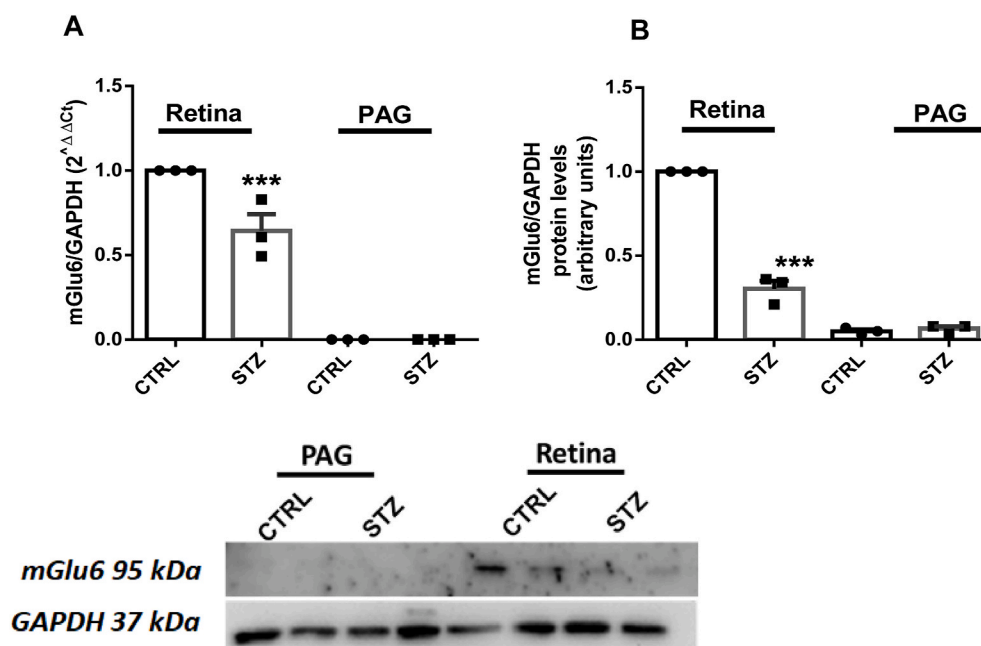 A
mGlu6/GAPDH (2^ΔΔCt)
1.5
1.0
0.5
0.0
Retina
PAG
***
CTRL
STZ
CTRL
STZ
B
mGlu6/GAPDH
protein levels
(arbitrary units)
1.5
1.0
0.5
0.0
Retina
PAG
***
CTRL
STZ
CTRL
STZ
PAG
Retina
CTRL
STZ
CTRL
STZ
mGlu6 95 kDa
GAPDH 37 kDa